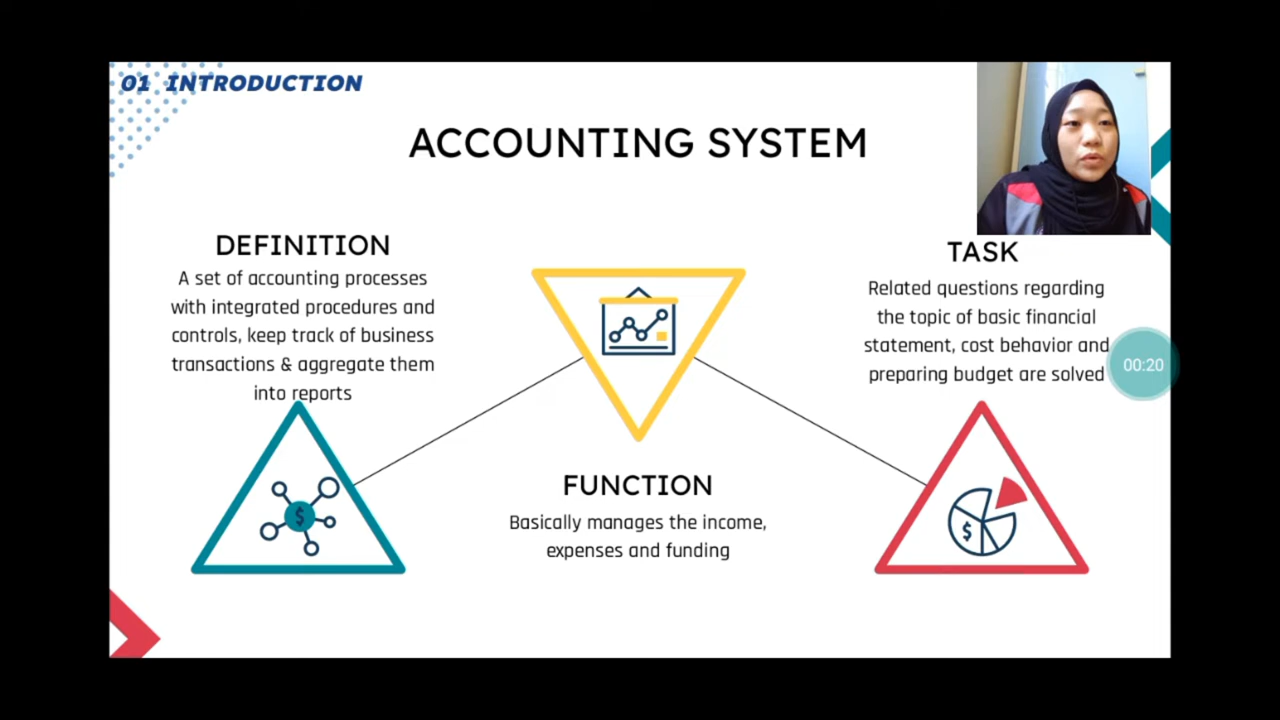 01 INTRODUCTION
ACCOUNTING SYSTEM
DEFINITION
A set of accounting processes
with integrated procedures and
controls, keep track of business
transactions & aggregate them
into reports
$
FUNCTION
Basically manages the income,
expenses and funding
TASK
Related questions regarding
the topic of basic financial
statement, cost behavior and
preparing budget are solved
$
00:20